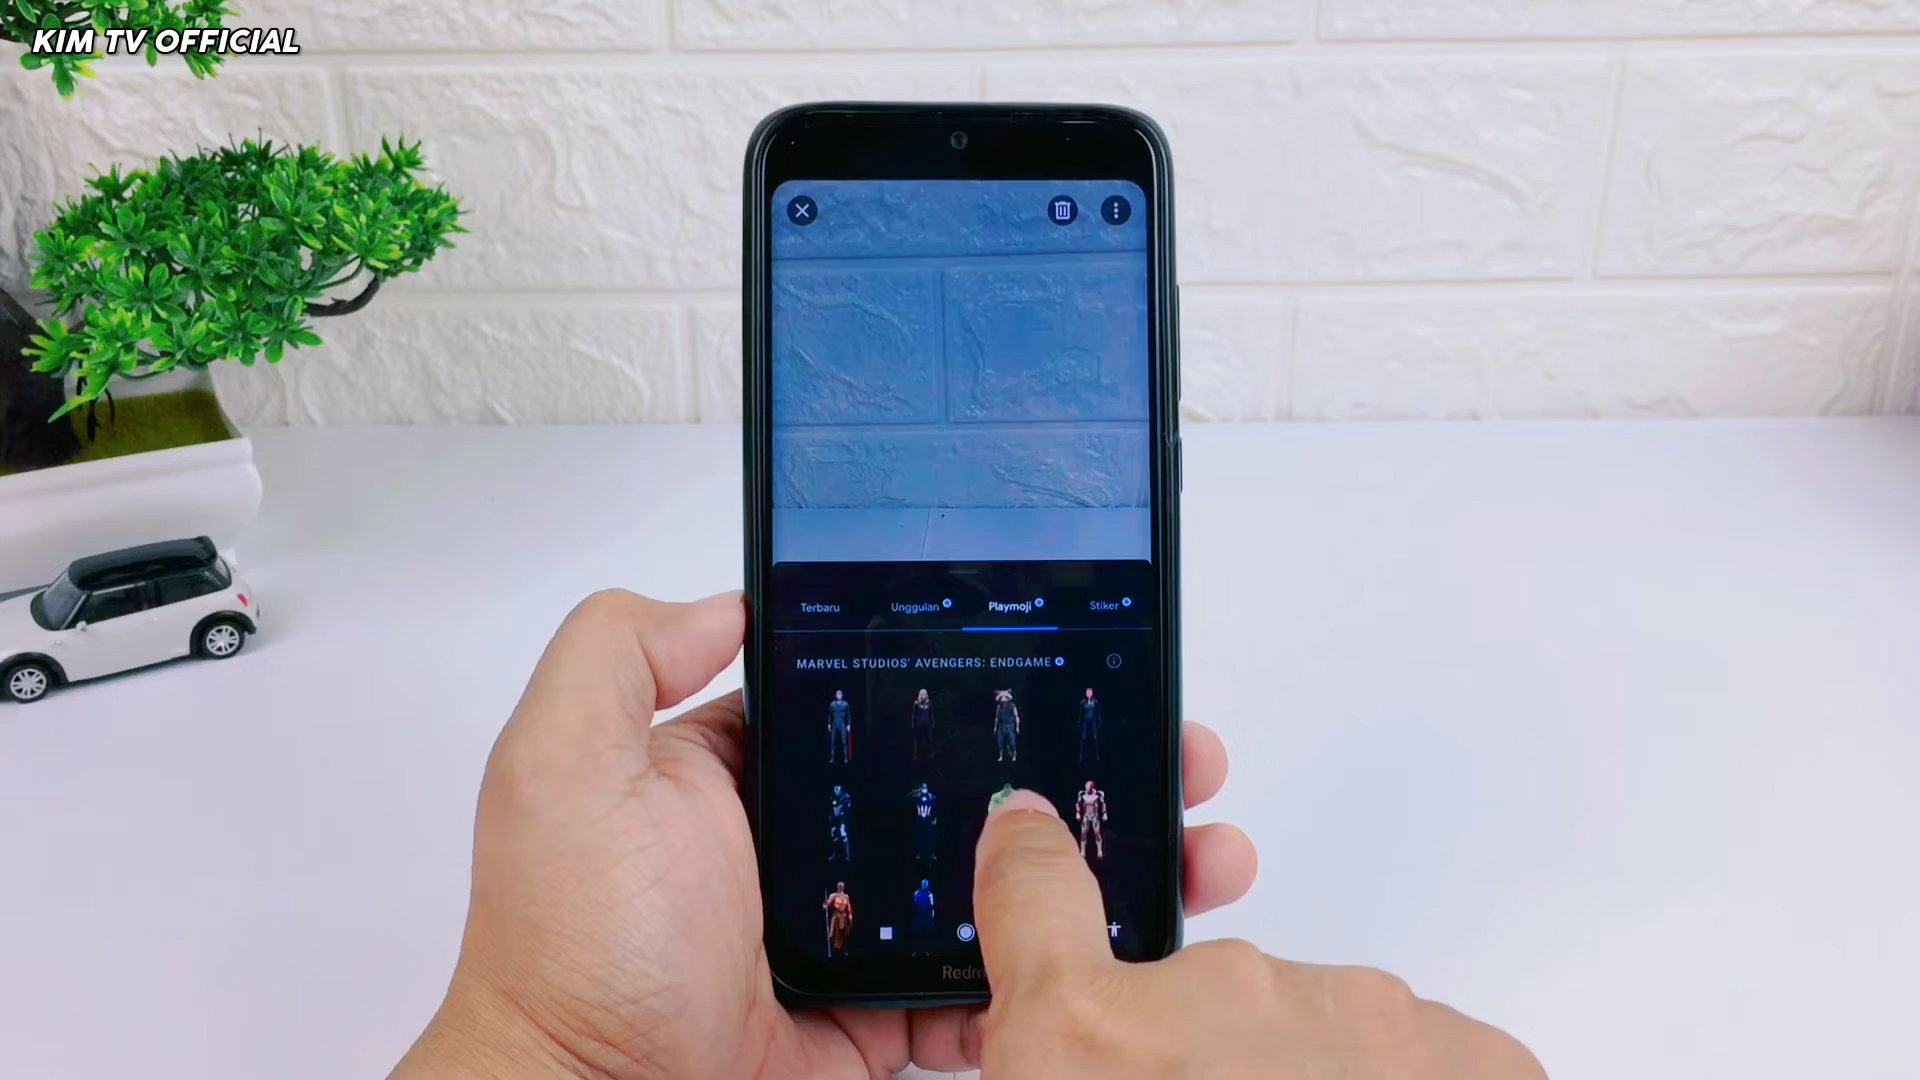 KIM TV OFFICIAL
Terbaru Unggulan Playmoji Stiker
MARVEL STUDIOS' AVENGERS: ENDGAME